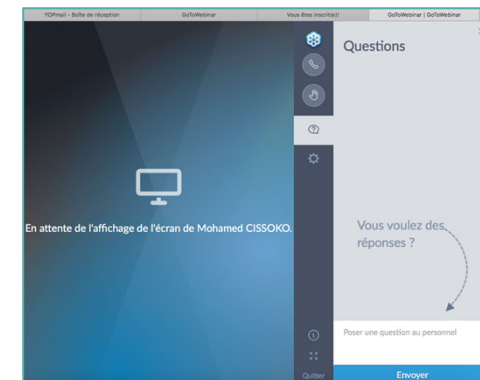 YOPmail - Boîte de réception
GoToWebinar
Vous êtes inscrit(e)!
GoToWebinar | GoToWebinar
Questions
En attente de l'affichage de l'écran de Mohamed CISSOKO.
Vous voulez des
réponses ?
Poser une question au personnel
Quitter
Envoyer